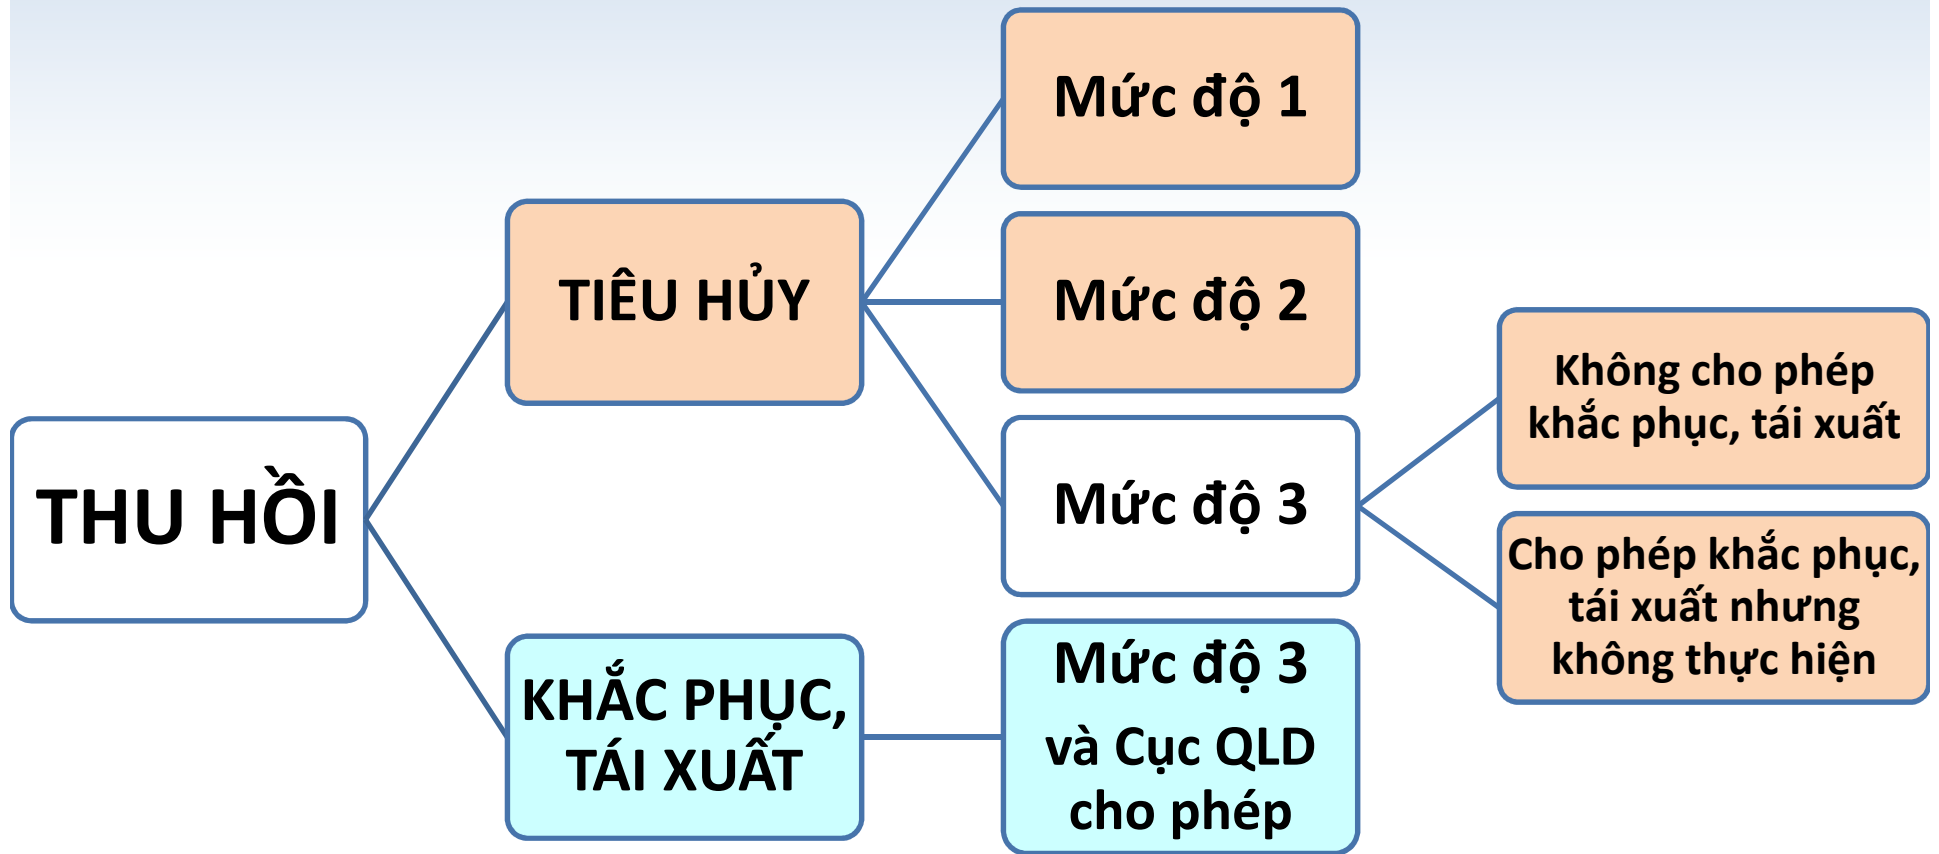 THU HỒI
TIÊU HỦY
Mức độ 1
Mức độ 2
Mức độ 3
Không cho phép
khắc phục, tái xuất
Cho phép khắc phục,
tái xuất nhưng
không thực hiện
KHẮC PHỤC,
TÁI XUẤT
Mức độ 3
và Cục QLD
cho phép